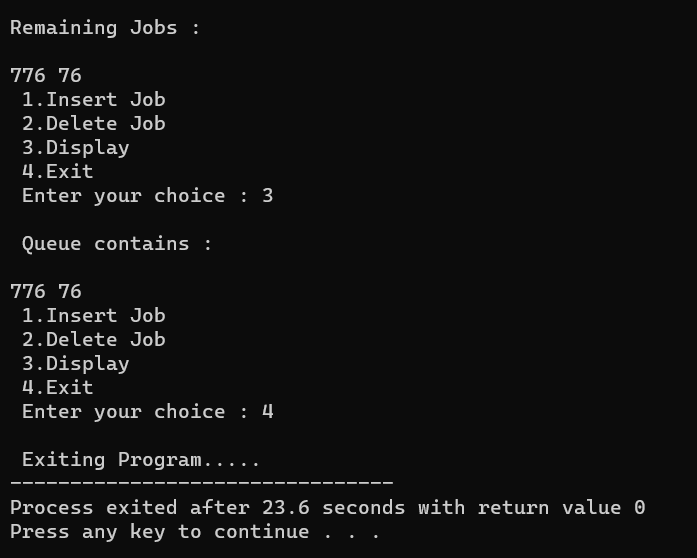 Remaining Jobs :
776 76
1.Insert Job
2.Delete Job
3.Display
4.Exit
Enter your choice : 3
Queue contains :
776 76
1.Insert Job
2.Delete Job
3.Display
4.Exit
Enter your choice : 4
Exiting Program.....
--------------------------------
Process exited after 23.6 seconds with return value 0
Press any key to continue . . .